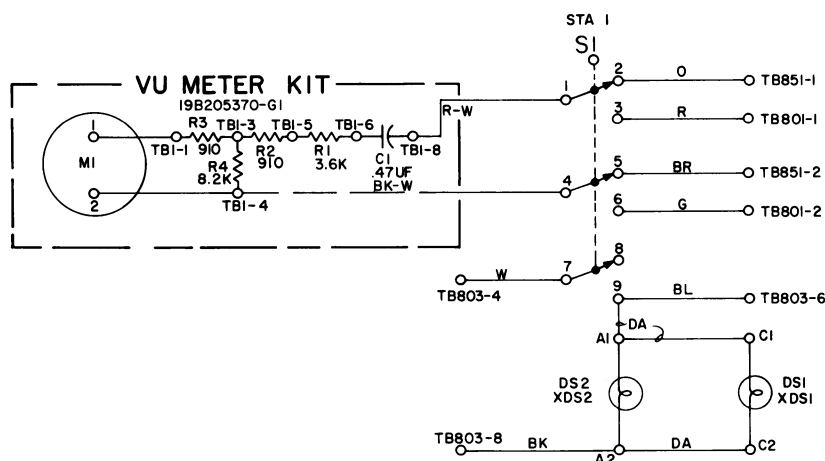 STA 1
S1
VU METER KIT
19B205370-G1
1
M1
2
TB1-1
R3
910
TB1-3
R4
8.2K
TB1-4
R2
910
TB1-5
R1
3.6K
TB1-6
C1
.47UF
TB1-8
R-W
BK-W
1
2
O
TB851-1
3
R
TB801-1
4
5
BR
TB851-2
6
G
TB801-2
7
8
W
TB803-4
9
BL
TB803-6
DA
A1
C1
DS2
XDS2
DS1
XDS1
TB803-8
BK
A2
DA
C2